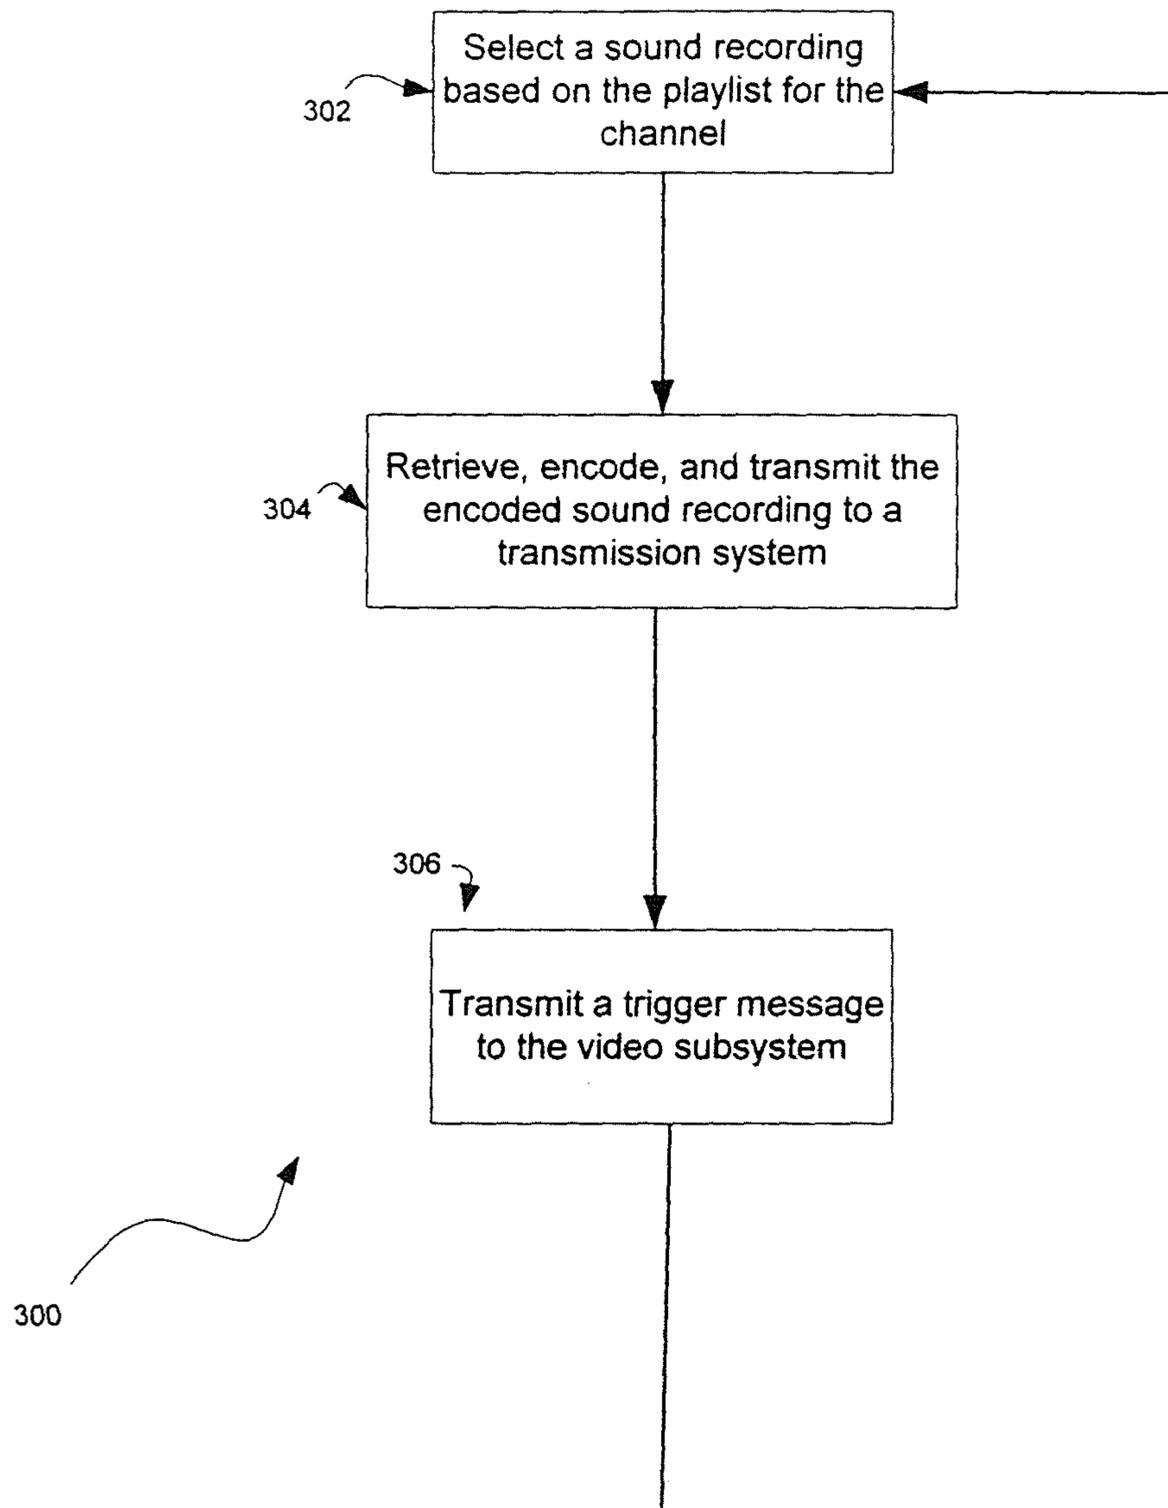 Select a sound recording
based on the playlist for the
channel
302
Retrieve, encode, and transmit the
encoded sound recording to a
transmission system
304
306
Transmit a trigger message
to the video subsystem
300